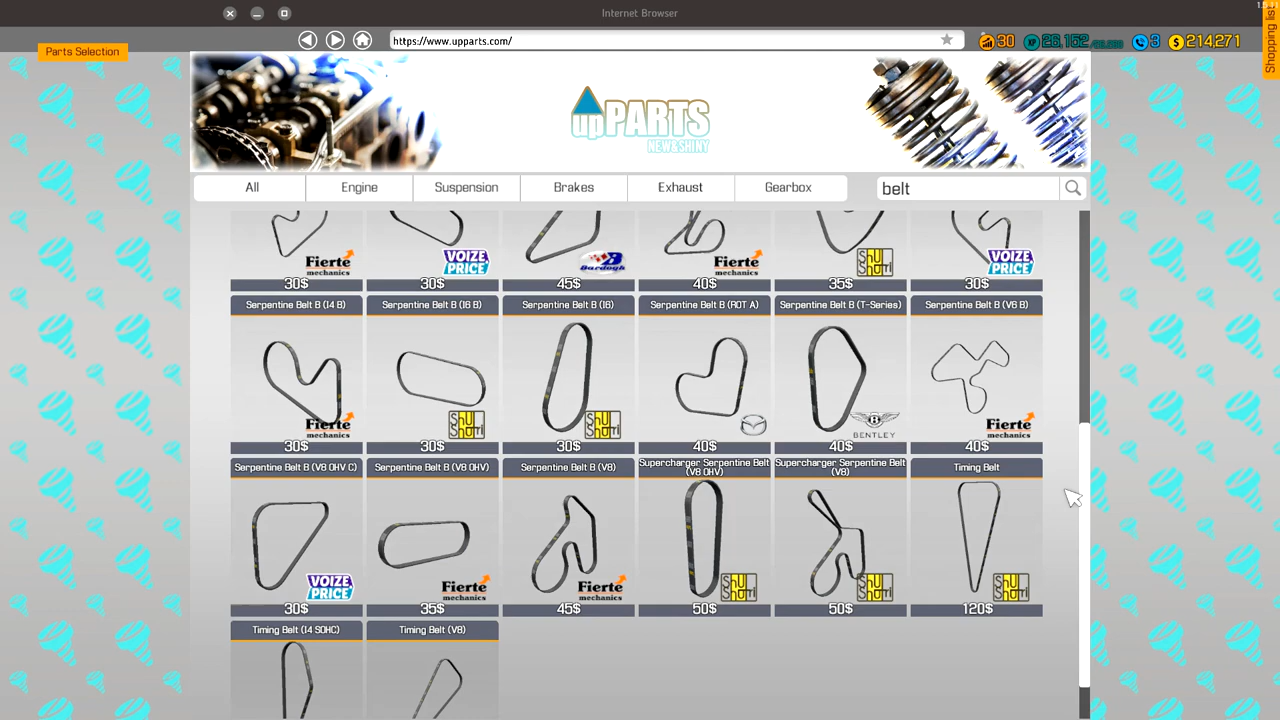 Internet Browser
Parts Selection
https://www.upparts.com/
30
3
214,271
Shopping list
upPARTS
NEW&SHINY
All
Engine
Suspension
Brakes
Exhaust
Gearbox
belt
Fierte mechanics
VOIZE PRICE
Bardogh
Fierte mechanics
Shu Shuri
VOIZE PRICE
30$
30$
45$
40$
35$
30$
Serpentine Belt B (I4 B)
Serpentine Belt B (I6 B)
Serpentine Belt B (I6)
Serpentine Belt B (ROT A)
Serpentine Belt B (T-Series)
Serpentine Belt B (V6 B)
Fierte mechanics
BENTLEY
Fierte mechanics
30$
30$
30$
40$
40$
40$
Serpentine Belt B (V8 OHV C)
Serpentine Belt B (V8 OHV)
Serpentine Belt B (V8)
Supercharger Serpentine Belt (V8 OHV)
Supercharger Serpentine Belt (V8)
Timing Belt
VOIZE PRICE
Fierte mechanics
Fierte mechanics
30$
35$
45$
50$
50$
120$
Timing Belt (I4 SOHC)
Timing Belt (V8)